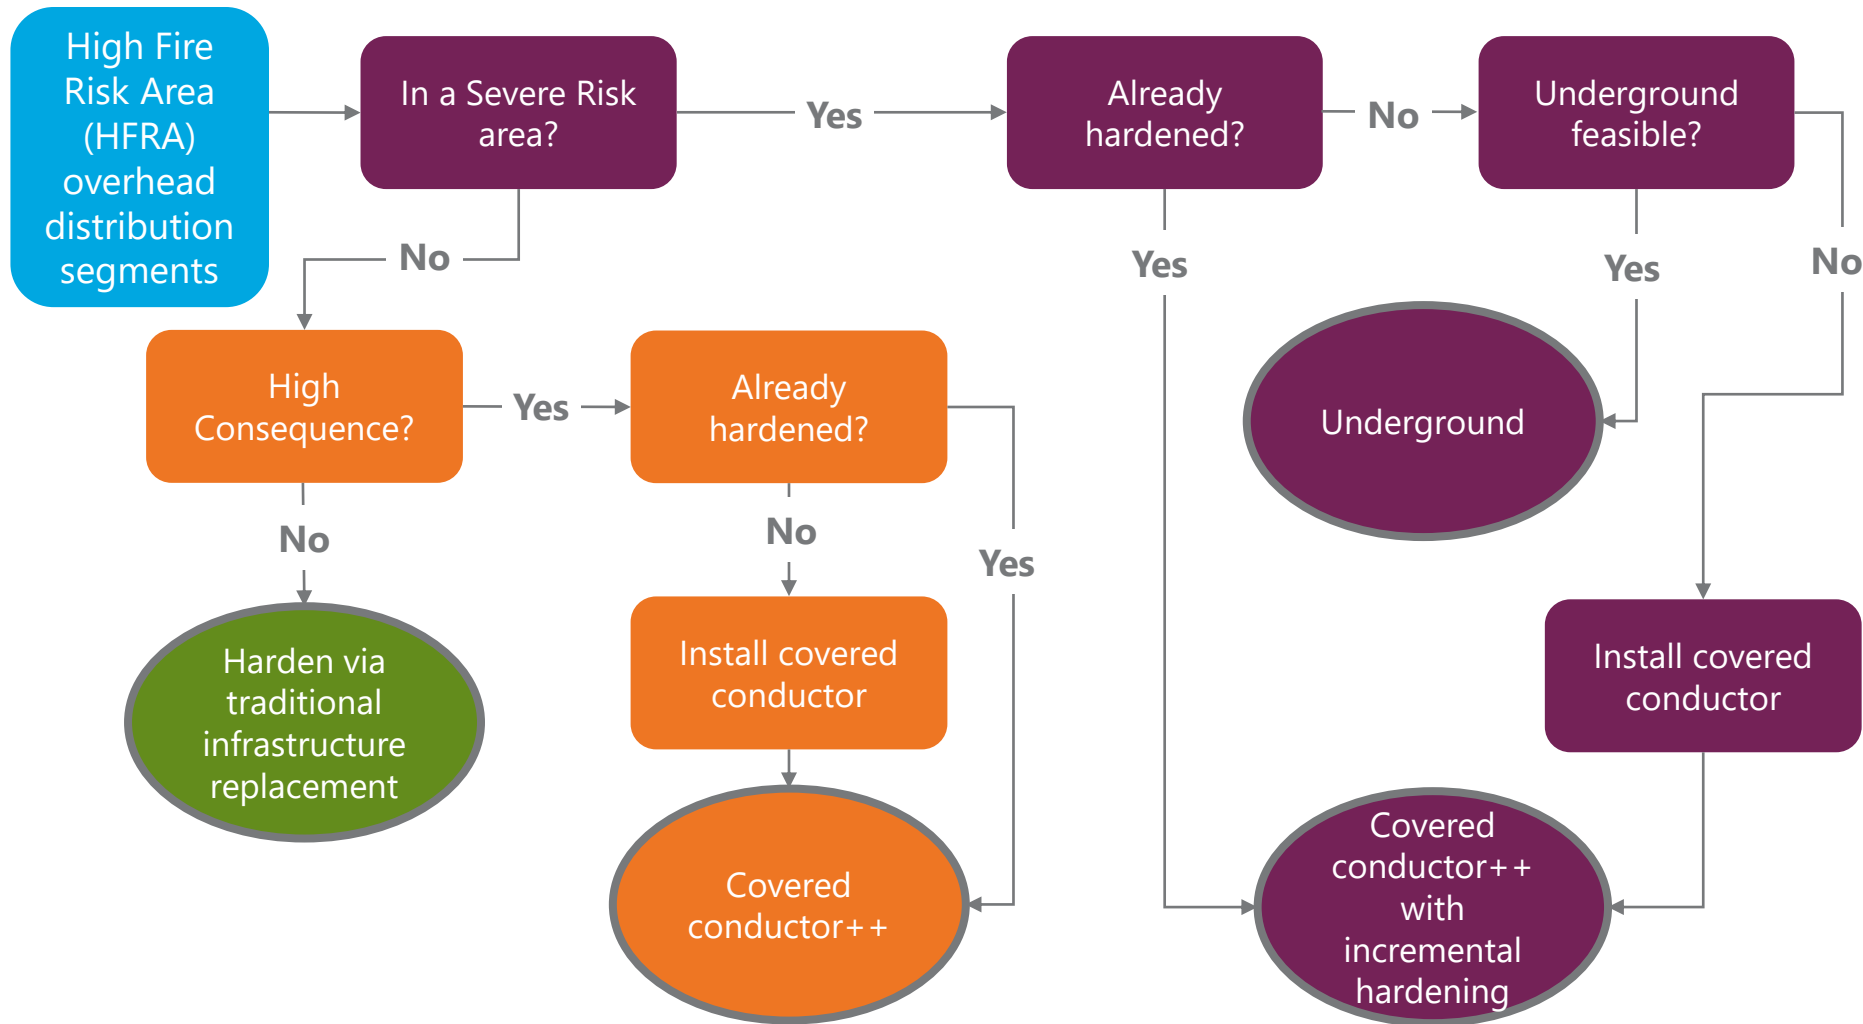 High Fire
Risk Area
(HFRA)
overhead
distribution
segments
In a Severe Risk
area?
Yes
Already
hardened?
No
Underground
feasible?
No
Yes
Yes
No
High
Consequence?
Yes
Already
hardened?
Underground
No
No
Yes
Harden via
traditional
infrastructure
replacement
Install covered
conductor
Install covered
conductor
Covered
conductor++
Covered
conductor++
with
incremental
hardening